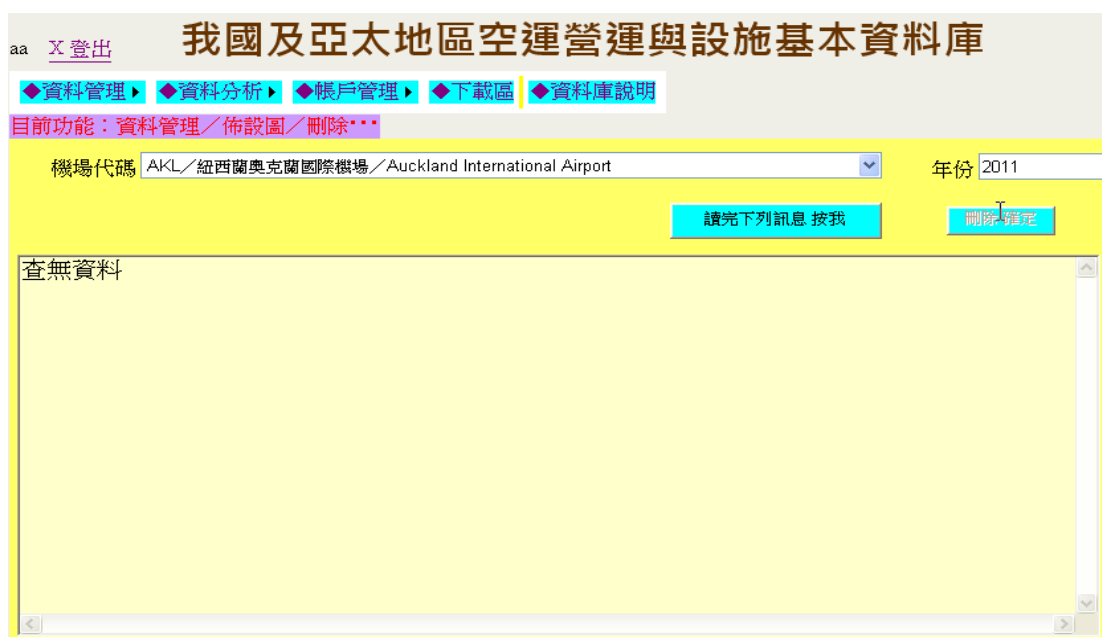 aa X 登出 我國及亞太地區空運營運與設施基本資料庫
◆資料管理 ◆資料分析 ◆帳戶管理 ◆下載區 ◆資料庫說明
目前功能：資料管理／佈設圖／刪除‧‧‧
機場代碼 AKL／紐西蘭奧克蘭國際機場／Auckland International Airport 年份 2011
讀完下列訊息 按我 刪除 確定
查無資料